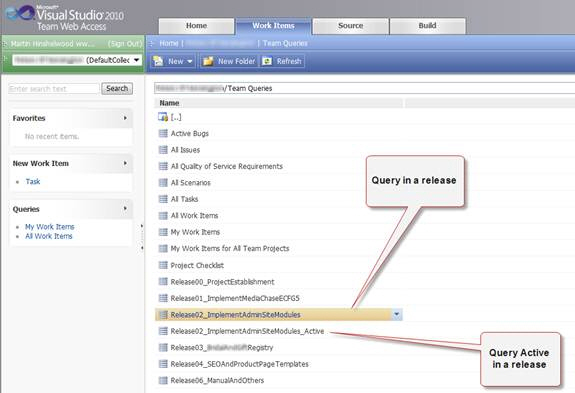 Microsoft
Visual Studio 2010
Team Web Access
Home
Work Items
Source
Build
Martin Hinshelwood ww... (Sign Out)
Home | Team Queries
(DefaultCollec
New
New Folder
Refresh
Enter search text
Search
/Team Queries
Name
Favorites
No recent items.
New Work Item
Task
Queries
My Work Items
All Work Items
[..]
Active Bugs
All Issues
All Quality of Service Requirements
All Scenarios
All Tasks
All Work Items
My Work Items
My Work Items for All Team Projects
Project Checklist
Release00_ProjectEstablishment
Release01_ImplementMediaChaseECFG5
Release02_ImplementAdminSiteModules
Release02_ImplementAdminSiteModules_Active
Release03_ Registry
Release04_SEOAndProductPageTemplates
Release06_ManualAndOthers
Query in a release
Query Active
in a release